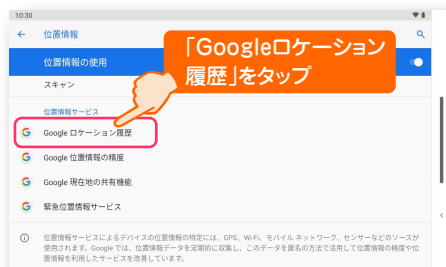 10:30
位置情報
「Googleロケーション
履歴」をタップ
位置情報の使用
スキャン
位置情報サービス
Google ロケーション履歴
Google 位置情報の精度
Google 現在地の共有機能
緊急位置情報サービス
位置情報サービスによるデバイスの位置情報の特定には、GPS、Wi-Fi、モバイル ネットワーク、センサーなどのソースが
使用されます。Google では、位置情報データを定期的に収集し、このデータを匿名の方法で活用して位置情報の精度や位
置情報を利用したサービスを改善しています。